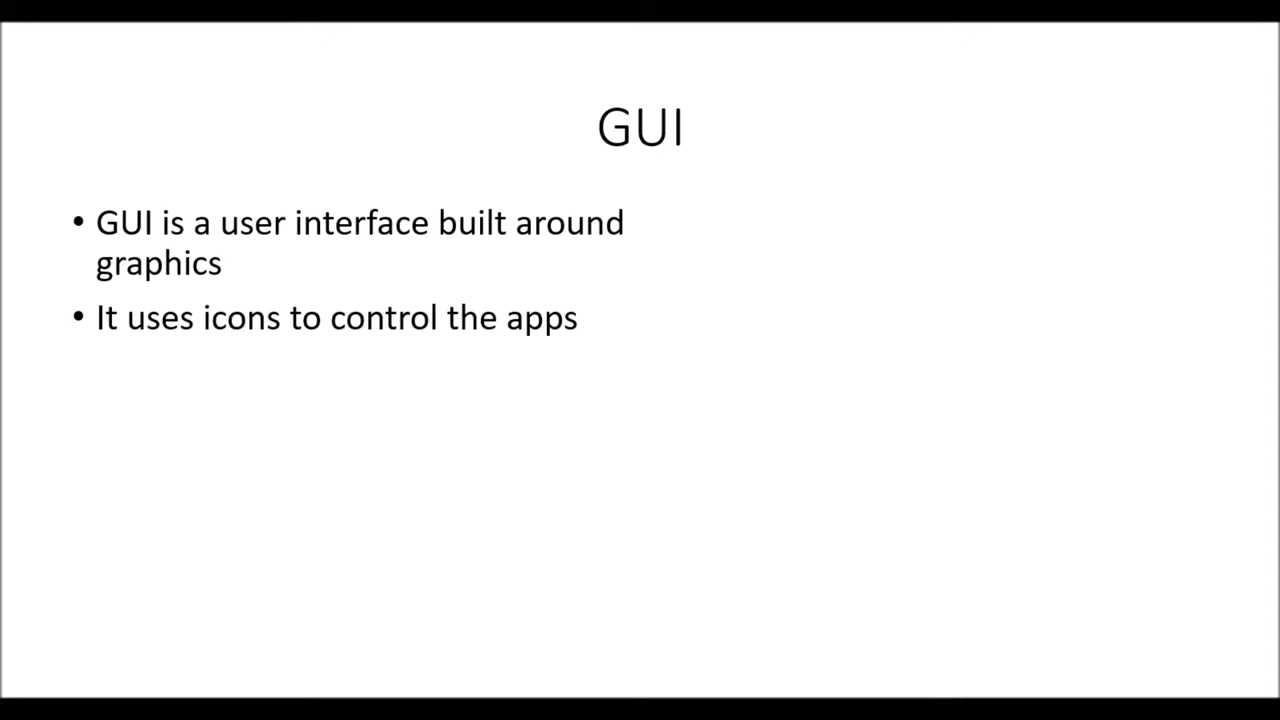 GUI
• GUI is a user interface built around
graphics
• It uses icons to control the apps